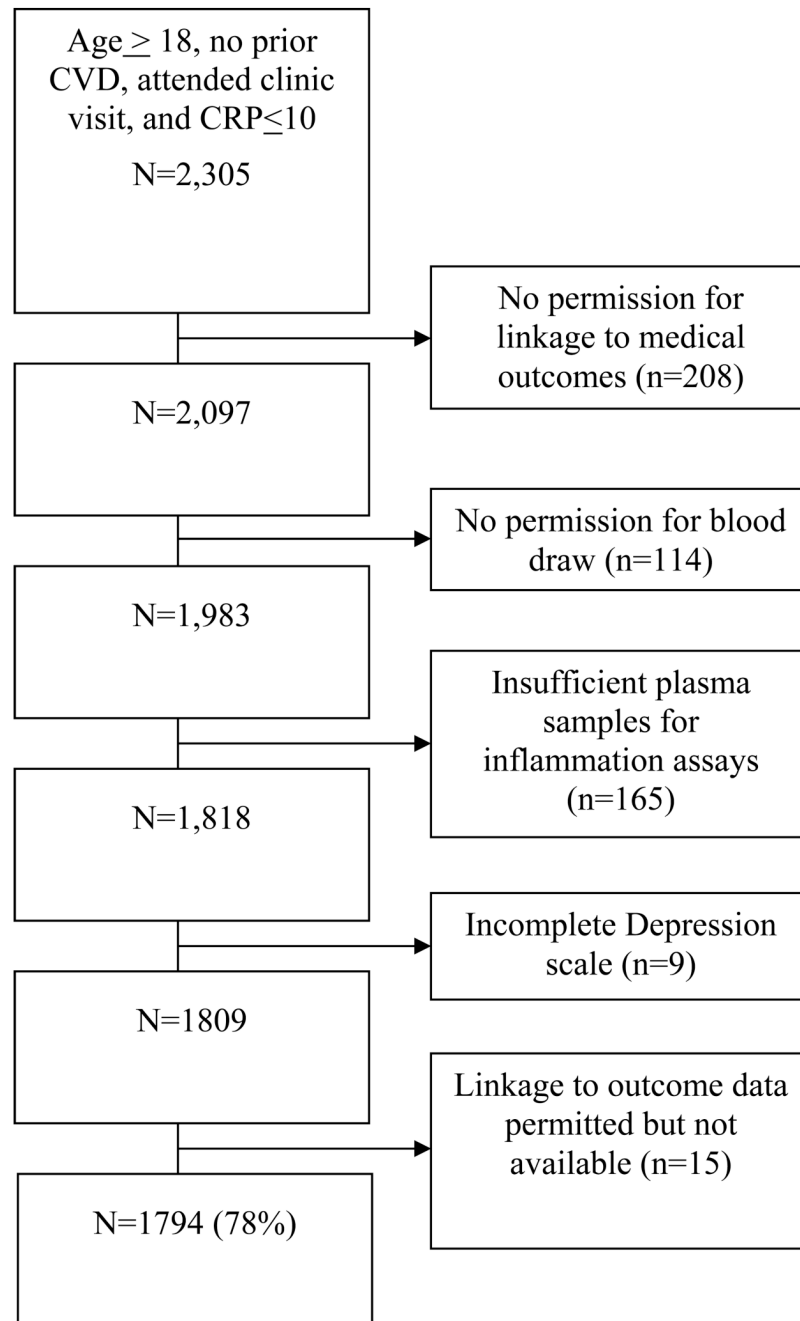 Age ≥ 18, no prior
CVD, attended clinic
visit, and CRP≤10
N=2,305
No permission for
linkage to medical
outcomes (n=208)
N=2,097
No permission for blood
draw (n=114)
N=1,983
Insufficient plasma
samples for
inflammation assays
(n=165)
N=1,818
Incomplete Depression
scale (n=9)
N=1809
Linkage to outcome data
permitted but not
available (n=15)
N=1794 (78%)